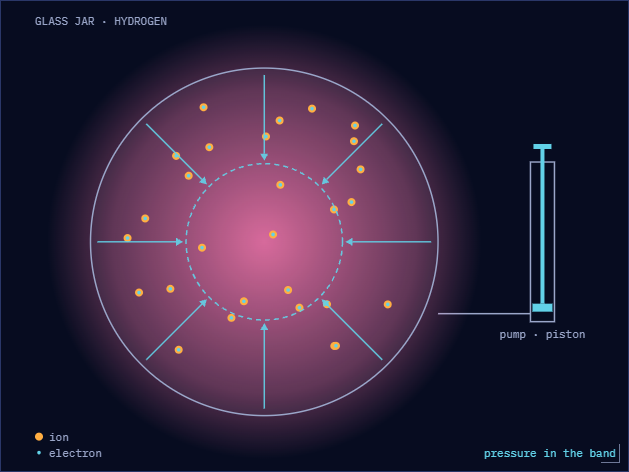 GLASS JAR · HYDROGEN
pump · piston
ion
electron
pressure in the band